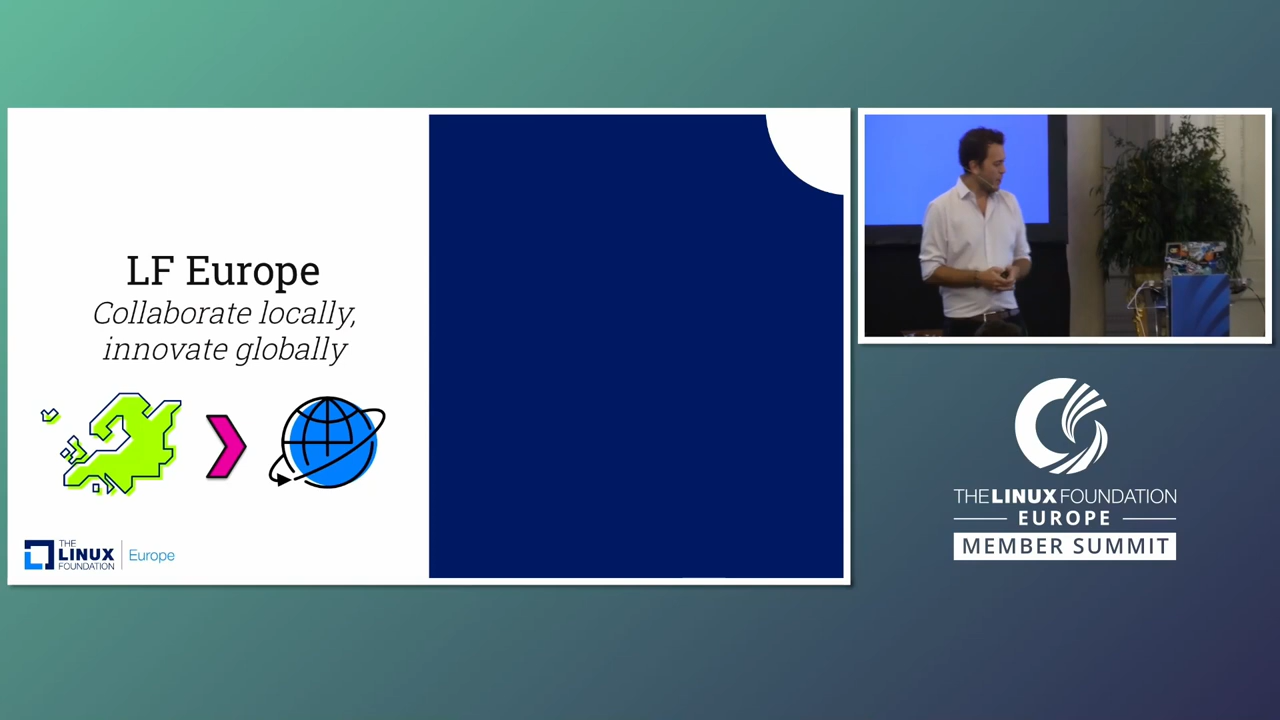 LF Europe
Collaborate locally,
innovate globally
THE
LINUX
FOUNDATION
Europe
THE LINUX FOUNDATION
EUROPE
MEMBER SUMMIT